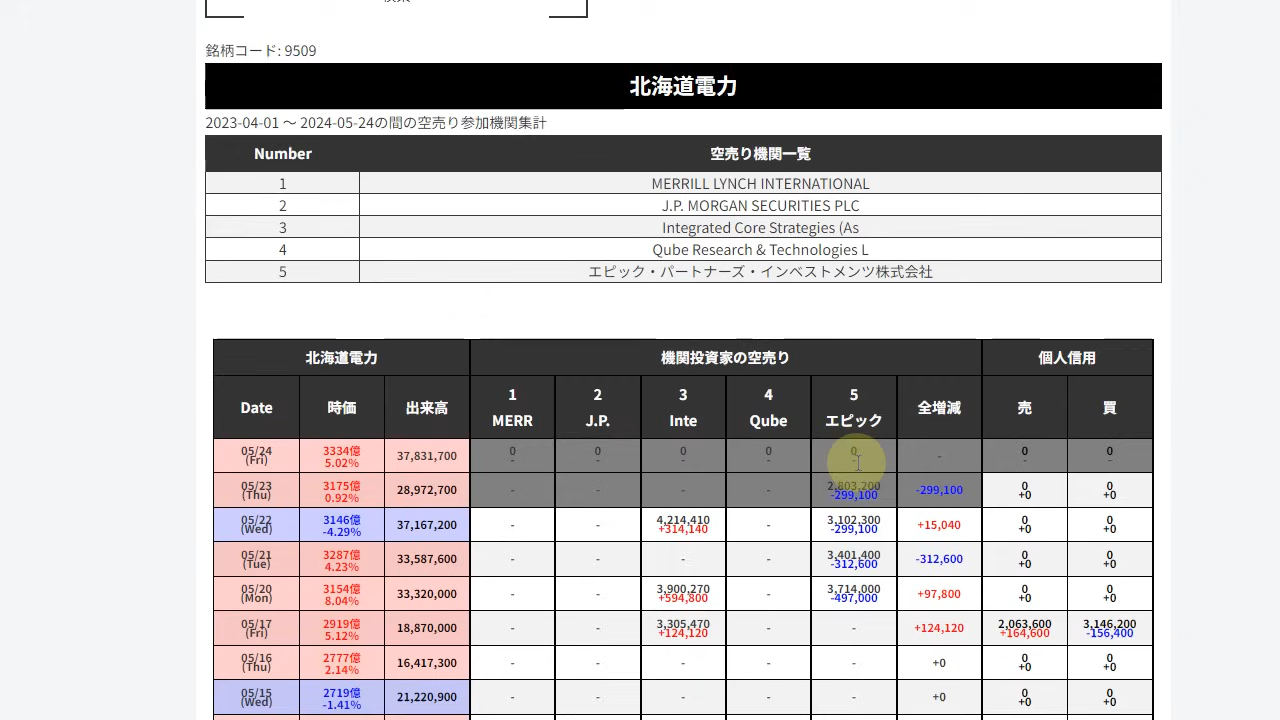 銘柄コード: 9509
北海道電力
2023-04-01 〜 2024-05-24の間の空売り参加機関集計
Number 空売り機関一覧
1 MERRILL LYNCH INTERNATIONAL
2 J.P. MORGAN SECURITIES PLC
3 Integrated Core Strategies (As
4 Qube Research & Technologies L
5 エピック・パートナーズ・インベストメンツ株式会社
北海道電力 機関投資家の空売り 個人信用
Date 時価 出来高 1 MERR 2 J.P. 3 Inte 4 Qube 5 エピック 全増減 売 買
05/24 (Fri) 3334億 5.02% 37,831,700 0 - 0 - 0 - 0 - 0 - - 0 - 0 -
05/23 (Thu) 3175億 0.92% 28,972,700 - - - - 2,803,200 -299,100 -299,100 0 +0 0 +0
05/22 (Wed) 3146億 -4.29% 37,167,200 - - 4,214,410 +314,140 - 3,102,300 -299,100 +15,040 0 +0 0 +0
05/21 (Tue) 3287億 4.23% 33,587,600 - - - - 3,401,400 -312,600 -312,600 0 +0 0 +0
05/20 (Mon) 3154億 8.04% 33,320,000 - - 3,900,270 +594,800 - 3,714,000 -497,000 +97,800 0 +0 0 +0
05/17 (Fri) 2919億 5.12% 18,870,000 - - 3,305,470 +124,120 - - +124,120 2,063,600 +164,600 3,146,200 -156,400
05/16 (Thu) 2777億 2.14% 16,417,300 - - - - - +0 0 +0 0 +0
05/15 (Wed) 2719億 -1.41% 21,220,900 - - - - - +0 0 +0 0 +0